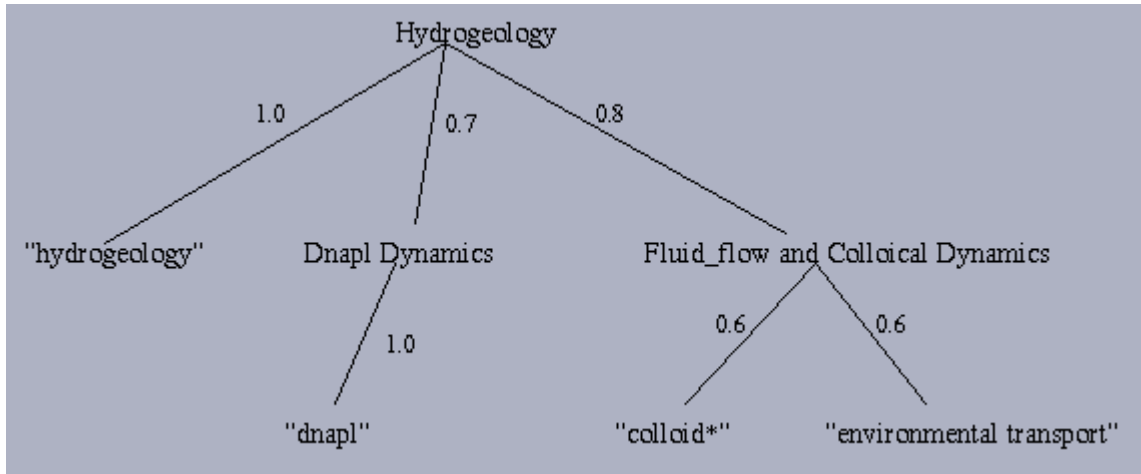 Hydrogeology
1.0
0.7
0.8
"hydrogeology"
Dnapl Dynamics
Fluid_flow and Colloical Dynamics
1.0
0.6
0.6
"dnapl"
"colloid*"
"environmental transport"